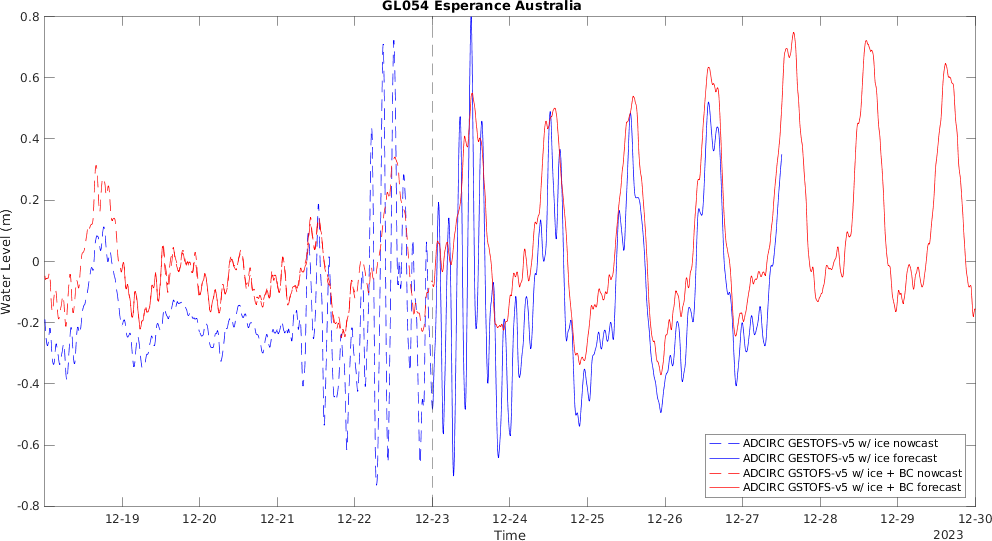 GL054 Esperance Australia
0.8
0.6
0.4
0.2
0
-0.2
-0.4
-0.6
-0.8
Water Level (m)
12-19 12-20 12-21 12-22 12-23 12-24 12-25 12-26 12-27 12-28 12-29 12-30
Time
2023
ADCIRC GESTOFS-v5 w/ ice nowcast
ADCIRC GESTOFS-v5 w/ ice forecast
ADCIRC GSTOFS-v5 w/ ice + BC nowcast
ADCIRC GSTOFS-v5 w/ ice + BC forecast